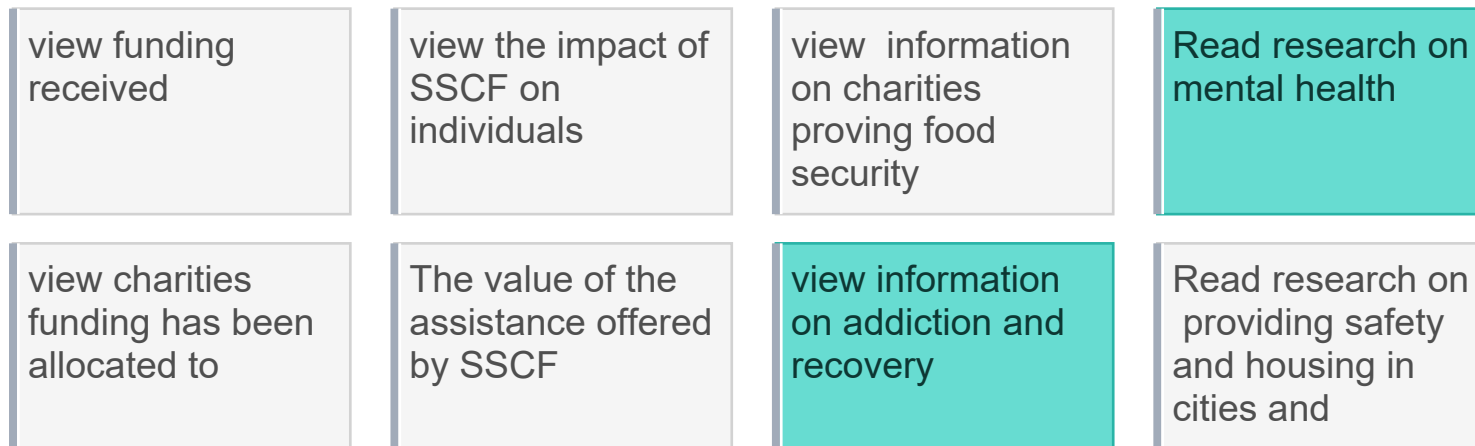 view funding
received
view the impact of
SSCF on
individuals
view  information
on charities
proving food
security
Read research on
mental health
view charities
funding has been
allocated to
The value of the
assistance offered
by SSCF
view information
on addiction and
recovery
Read research on
providing safety
and housing in
cities and